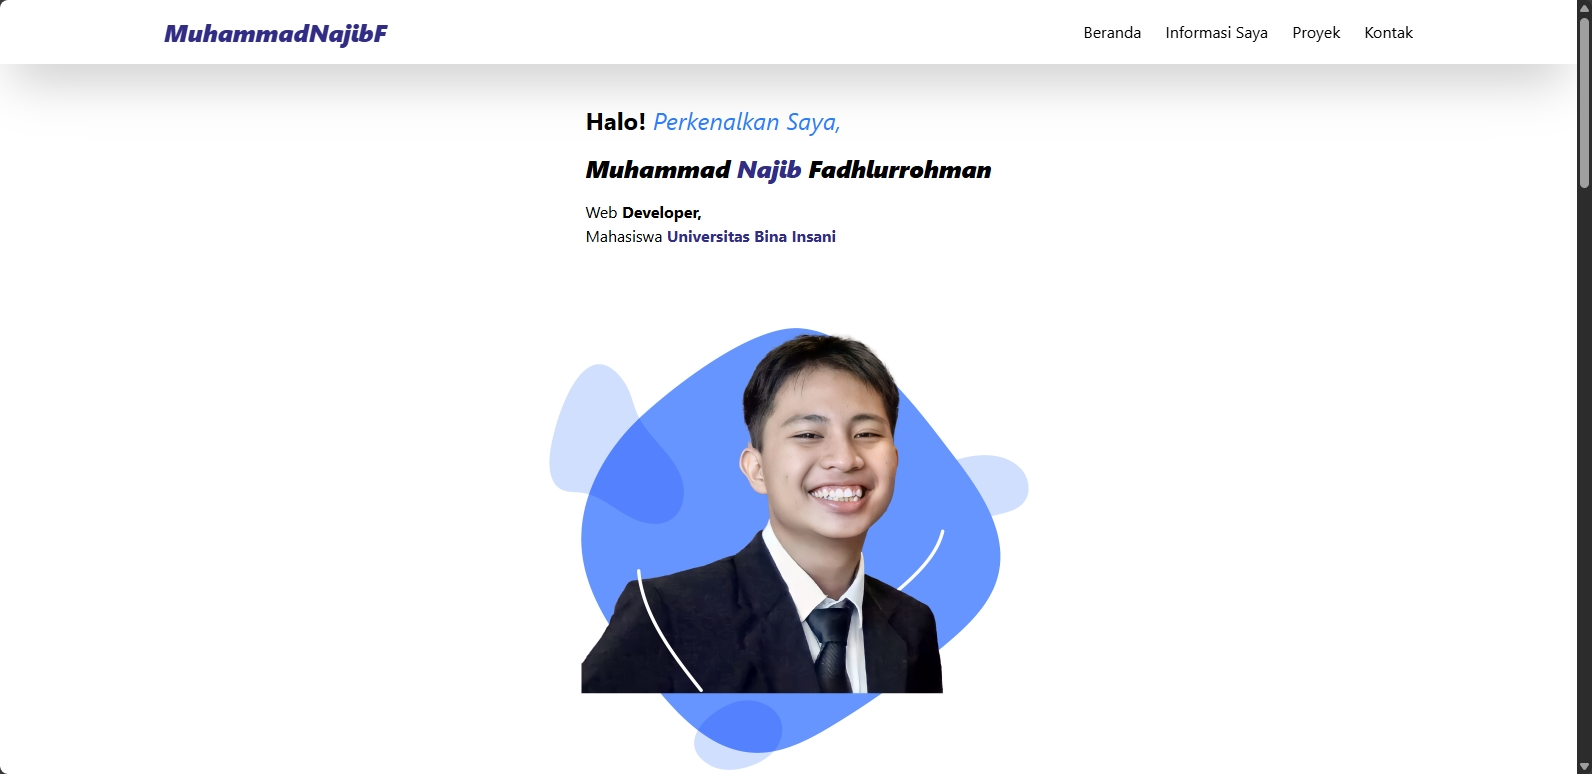 MuhammadNajibF
Beranda Informasi Saya Proyek Kontak
Halo! Perkenalkan Saya,
Muhammad Najib Fadhlurrohman
Web Developer,
Mahasiswa Universitas Bina Insani